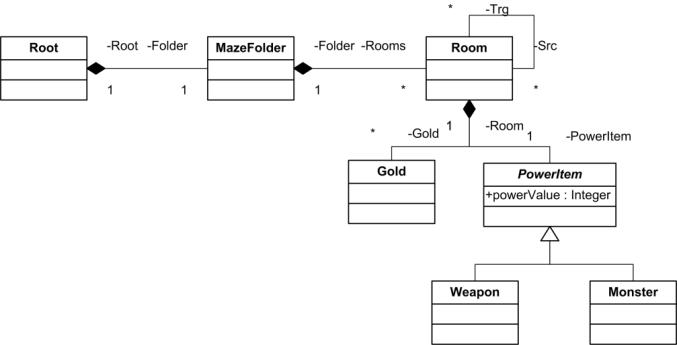 * -Trg
Root -Root -Folder MazeFolder -Folder -Rooms Room -Src
1 1 1 * *
* -Gold 1 -Room 1 -PowerItem
Gold PowerItem
+powerValue : Integer
Weapon Monster